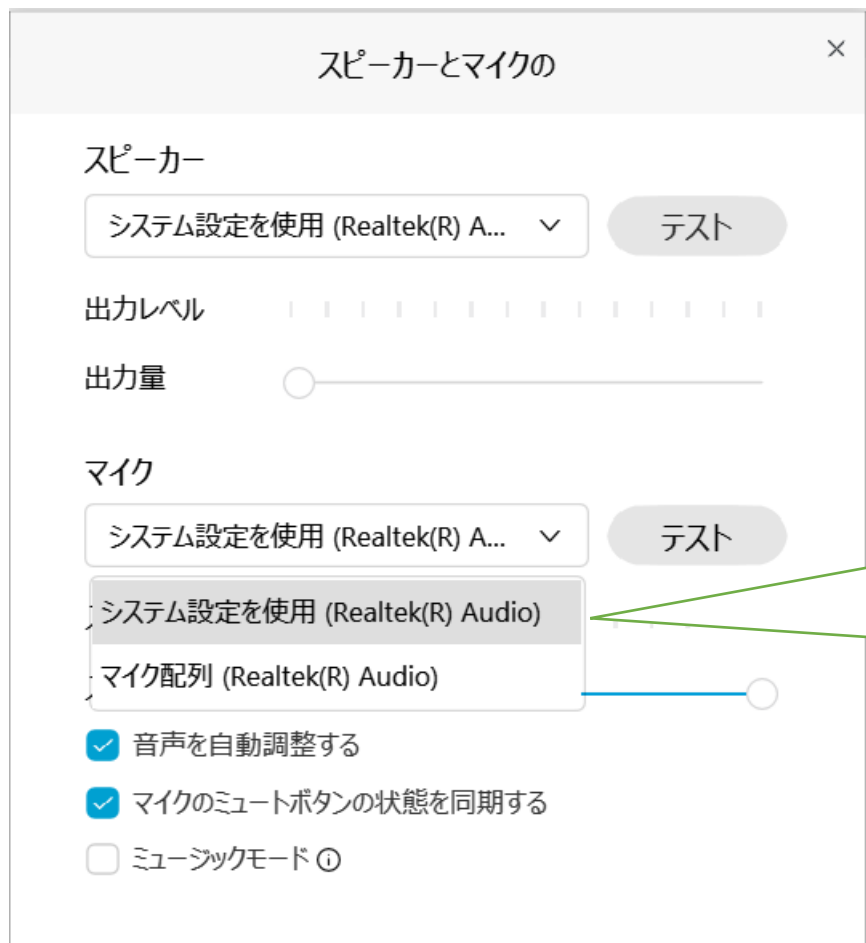 スピーカーとマイクの
スピーカー
システム設定を使用 (Realtek(R) A...
テスト
出力レベル
出力量
マイク
システム設定を使用 (Realtek(R) A...
テスト
システム設定を使用 (Realtek(R) Audio)
マイク配列 (Realtek(R) Audio)
音声を自動調整する
マイクのミュートボタンの状態を同期する
ミュージックモード